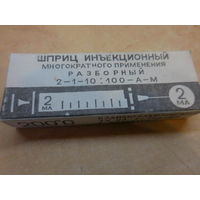 ШПРИЦ ИНЪЕКЦИОННЫЙ
МНОГОКРАТНОГО ПРИМЕНЕНИЯ
РАЗБОРНЫЙ
2-1-10:100-А-М
2 МЛ
2 МЛ